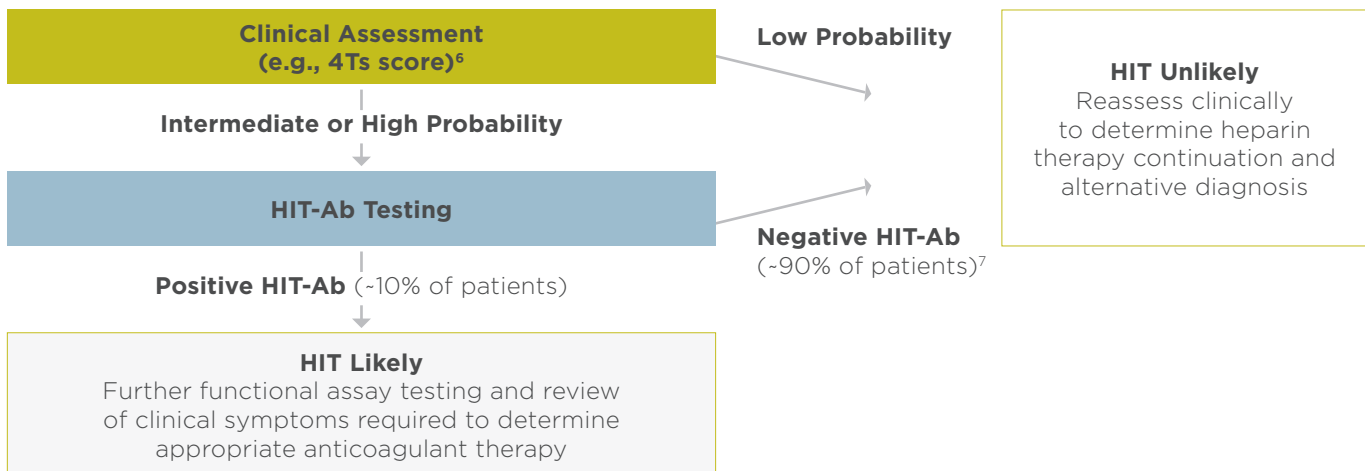 Clinical Assessment
(e.g., 4Ts score)⁶
Low Probability
Intermediate or High Probability
HIT Unlikely
Reassess clinically
to determine heparin
therapy continuation and
alternative diagnosis
HIT-Ab Testing
Negative HIT-Ab
(~90% of patients)⁷
Positive HIT-Ab (~10% of patients)
HIT Likely
Further functional assay testing and review
of clinical symptoms required to determine
appropriate anticoagulant therapy